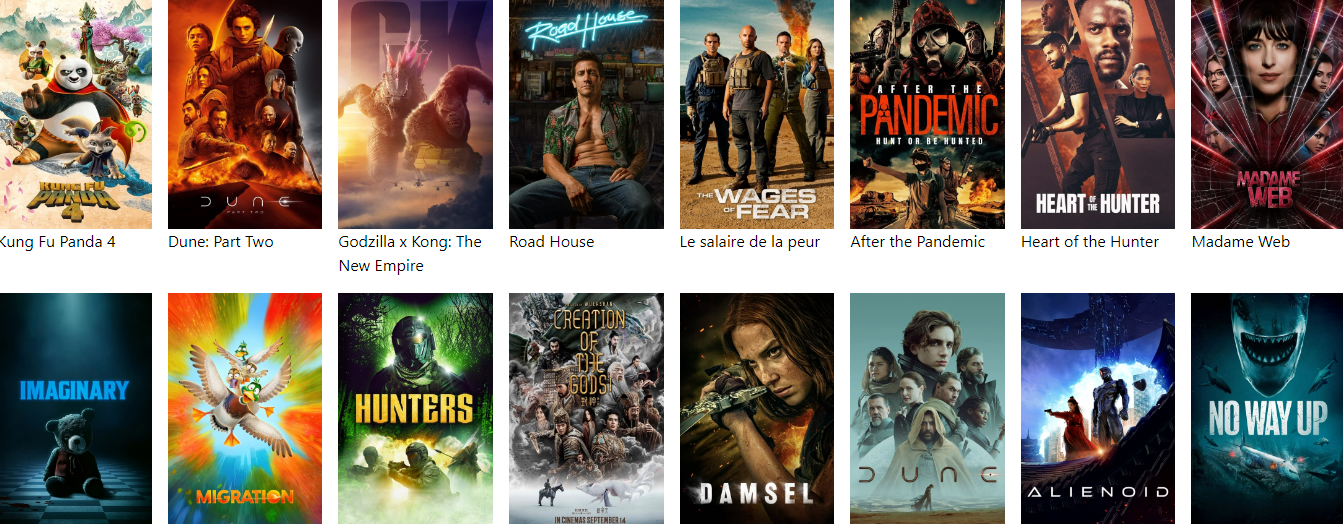 GK
KUNG FU
PANDA
4
DUNE
PART TWO
Road House
THE WAGES
OF FEAR
AFTER THE
PANDEMIC
HUNT OR BE HUNTED
HEART OF THE HUNTER
MADAME
WEB
Kung Fu Panda 4
Dune: Part Two
Godzilla x Kong: The
New Empire
Road House
Le salaire de la peur
After the Pandemic
Heart of the Hunter
Madame Web
IMAGINARY
MIGRATION
HUNTERS
CREATION
OF
THE
GODS I
IN CINEMAS SEPTEMBER 14
DAMSEL
DUNE
ALIENOID
NO WAY UP